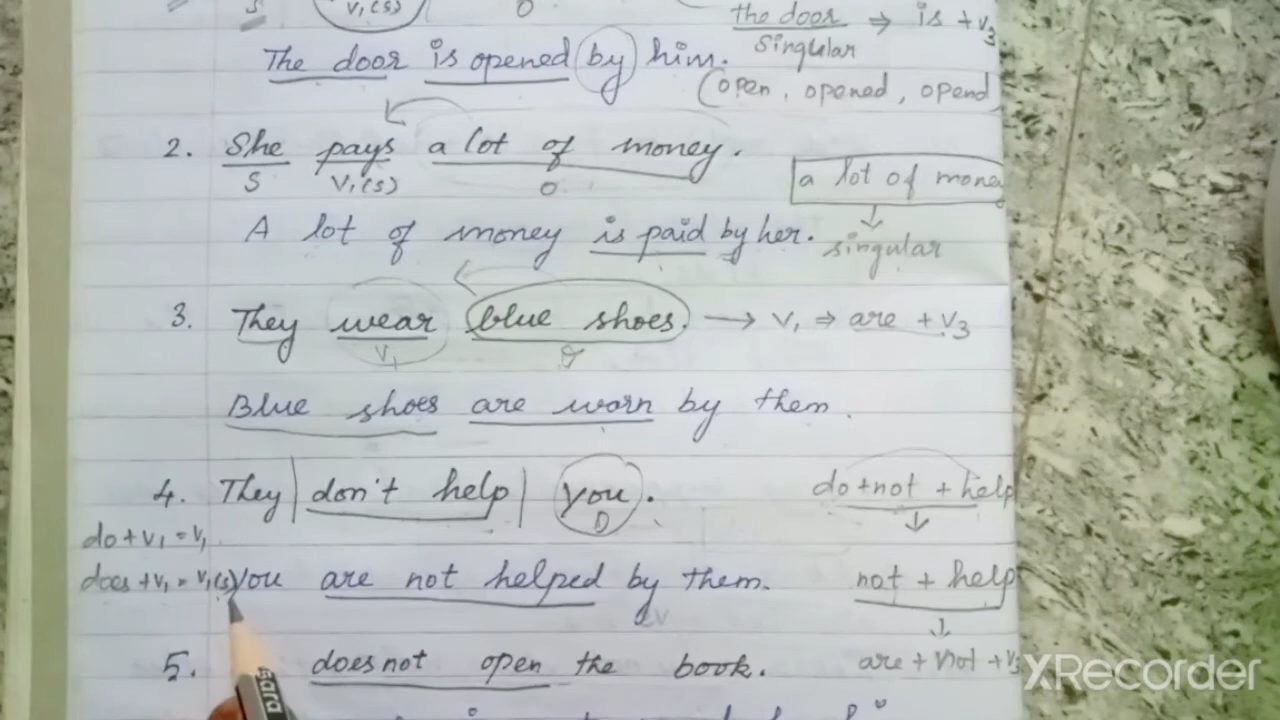 S V₁(s) O the door ⇒ is + V₃
singular
The door is opened by him.
(open, opened, opend
2. She pays a lot of money.
S V₁(s) O
a lot of money
A lot of money is paid by her. singular
3. They wear blue shoes. → V₁ ⇒ are + V₃
V₁
Blue shoes are worn by them.
4. They don't help you. do+not + help
O
do+V₁ = V₁
does +V₁ = V₁(s) You are not helped by them. not + help
5. does not open the book. are + not + V₃
sara
XRecorder